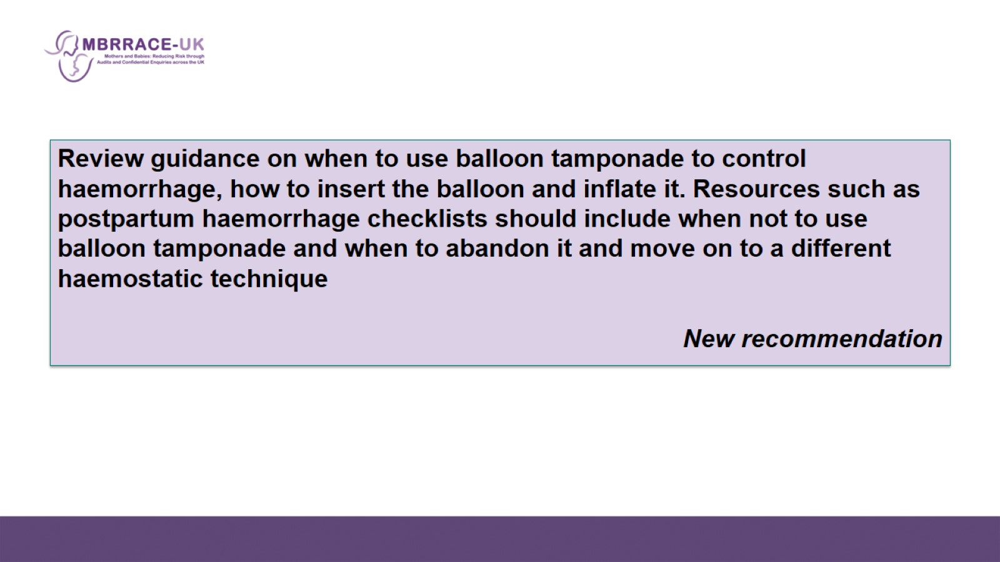 MBRRACE-UK
Mothers and Babies: Reducing Risk through
Audits and Confidential Enquiries across the UK
Review guidance on when to use balloon tamponade to control
haemorrhage, how to insert the balloon and inflate it. Resources such as
postpartum haemorrhage checklists should include when not to use
balloon tamponade and when to abandon it and move on to a different
haemostatic technique
New recommendation